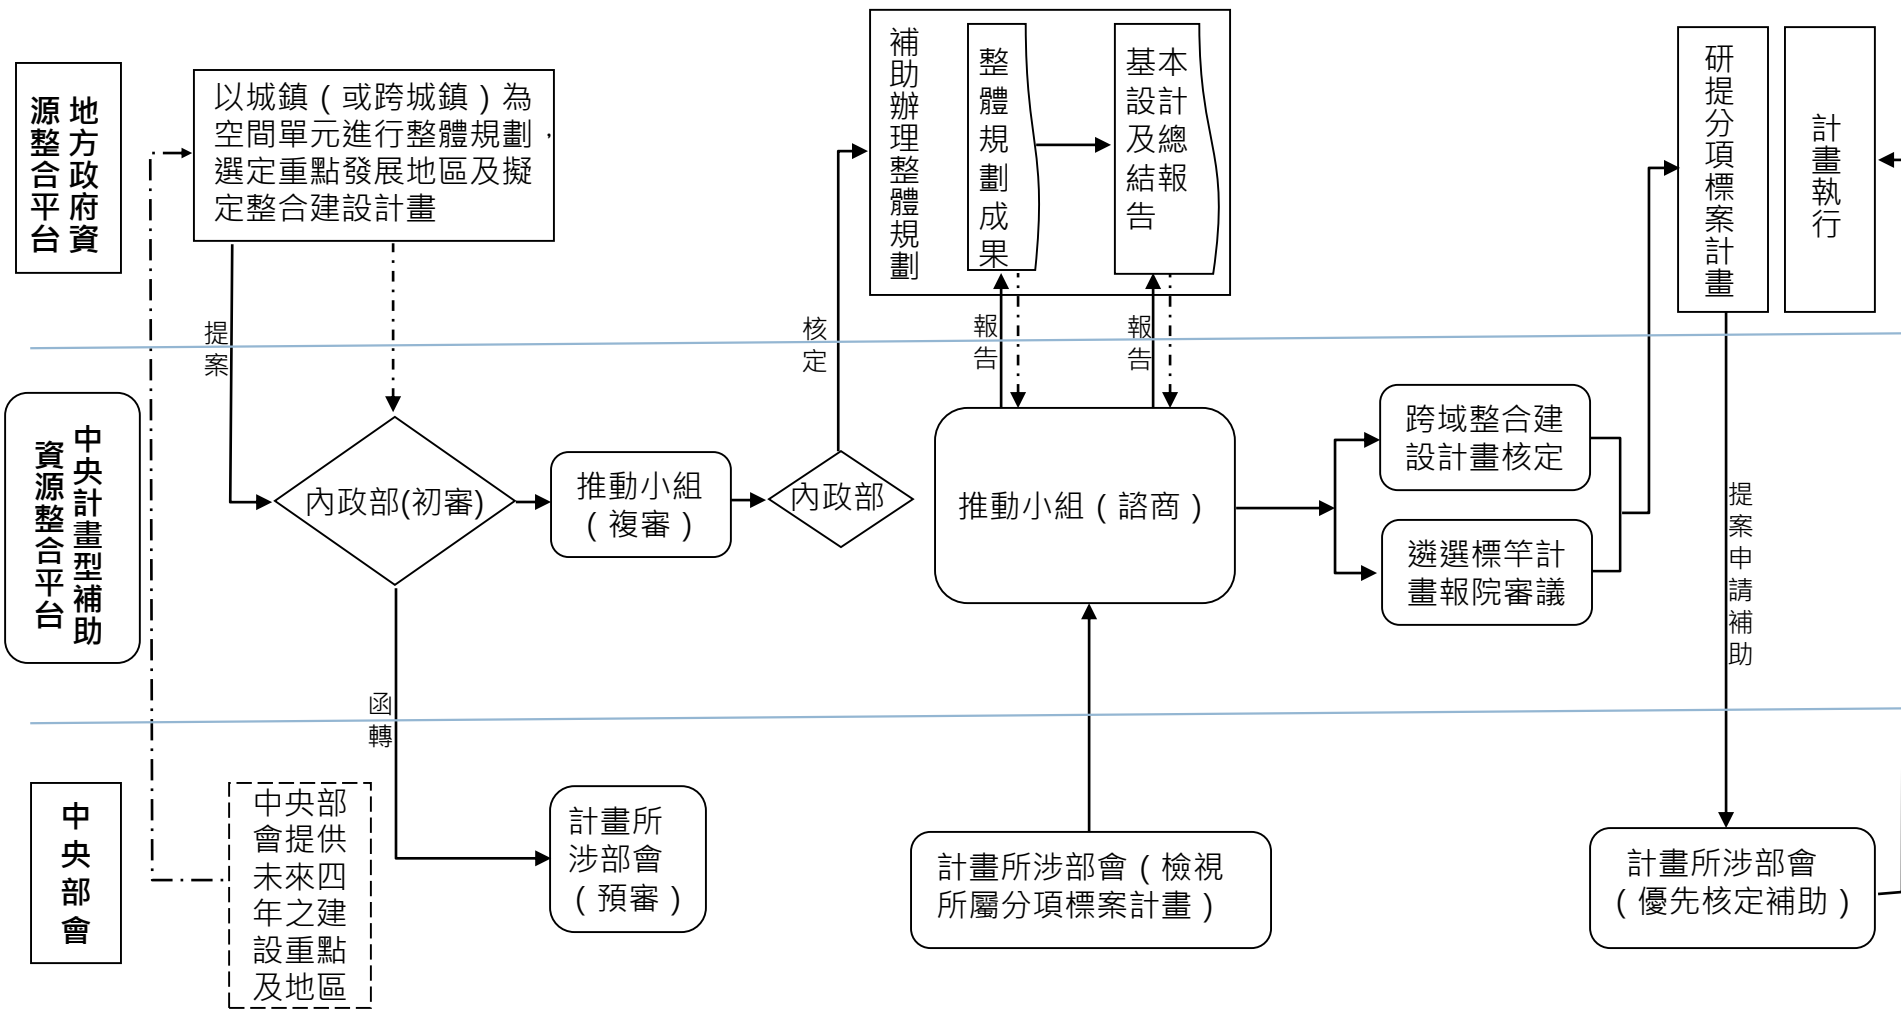 地方政府資
源整合平台
以城鎮（或跨城鎮）為
空間單元進行整體規劃，
選定重點發展地區及擬
定整合建設計畫
補助辦理整體規劃
整體規劃成果
基本
設計
及總
結報
告
研提分項標案計畫
計畫執行
提案
核定
報告
報告
中央計畫型補助
資源整合平台
內政部(初審)
推動小組
（複審）
內政部
推動小組（諮商）
跨域整合建
設計畫核定
遴選標竿計
畫報院審議
提案申請補助
函轉
中央部會
中央部
會提供
未來四
年之建
設重點
及地區
計畫所
涉部會
（預審）
計畫所涉部會（檢視
所屬分項標案計畫）
計畫所涉部會
（優先核定補助）